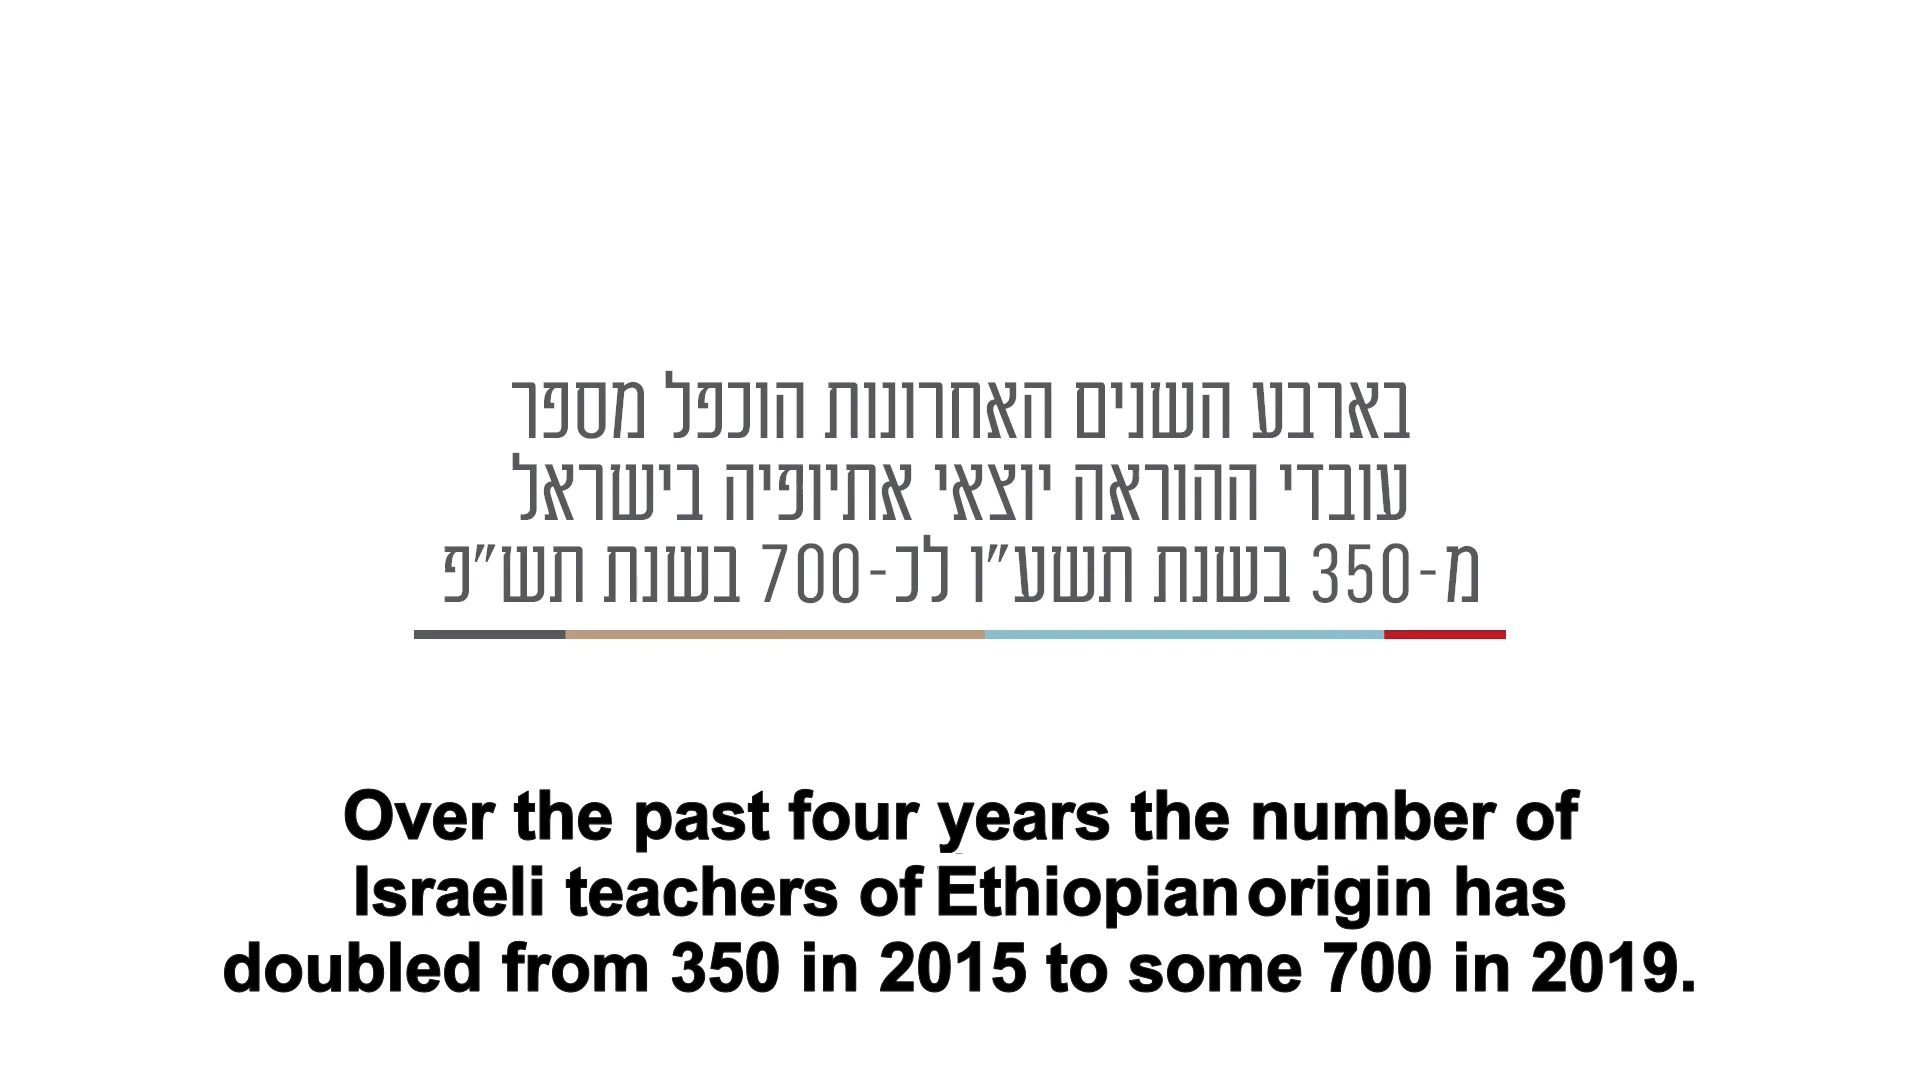 בארבע השנים האחרונות הוכפל מספר
עובדי ההוראה יוצאי אתיופיה בישראל
מ-350 בשנת תשע"ו לכ-700 בשנת תש"פ
Over the past four years the number of
Israeli teachers of Ethiopian origin has
doubled from 350 in 2015 to some 700 in 2019.